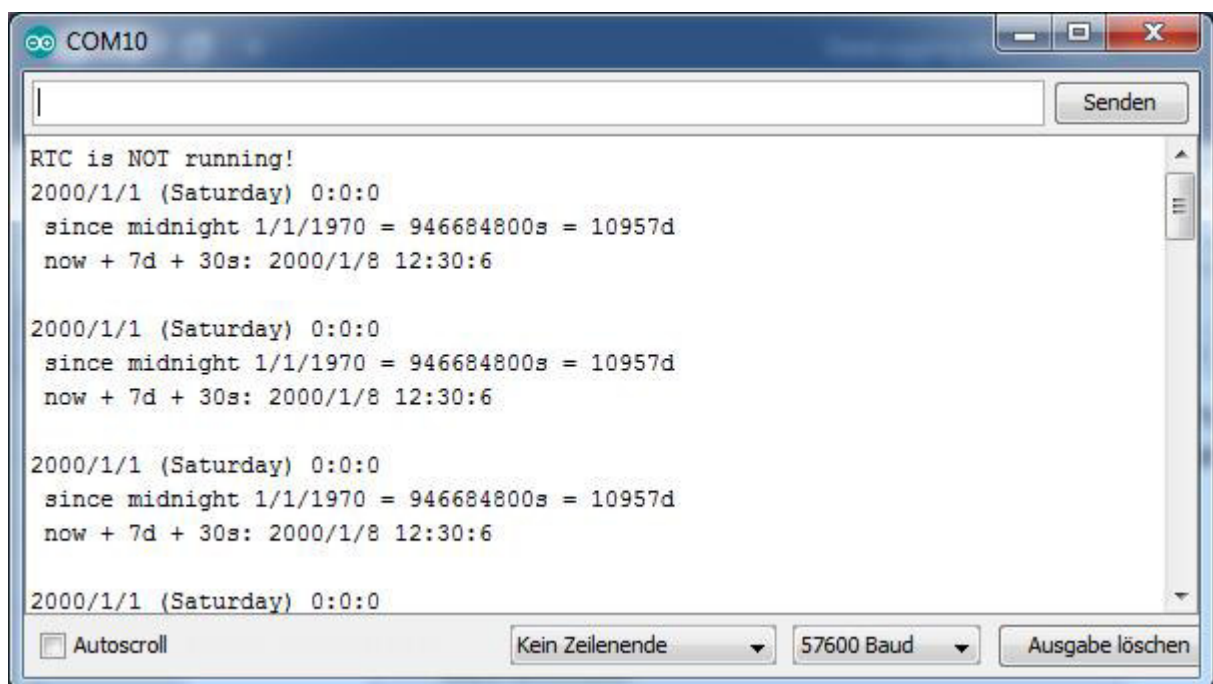 COM10
Senden
RTC is NOT running!
2000/1/1 (Saturday) 0:0:0
since midnight 1/1/1970 = 946684800s = 10957d
now + 7d + 30s: 2000/1/8 12:30:6
2000/1/1 (Saturday) 0:0:0
since midnight 1/1/1970 = 946684800s = 10957d
now + 7d + 30s: 2000/1/8 12:30:6
2000/1/1 (Saturday) 0:0:0
since midnight 1/1/1970 = 946684800s = 10957d
now + 7d + 30s: 2000/1/8 12:30:6
2000/1/1 (Saturday) 0:0:0
Autoscroll Kein Zeilenende 57600 Baud Ausgabe löschen